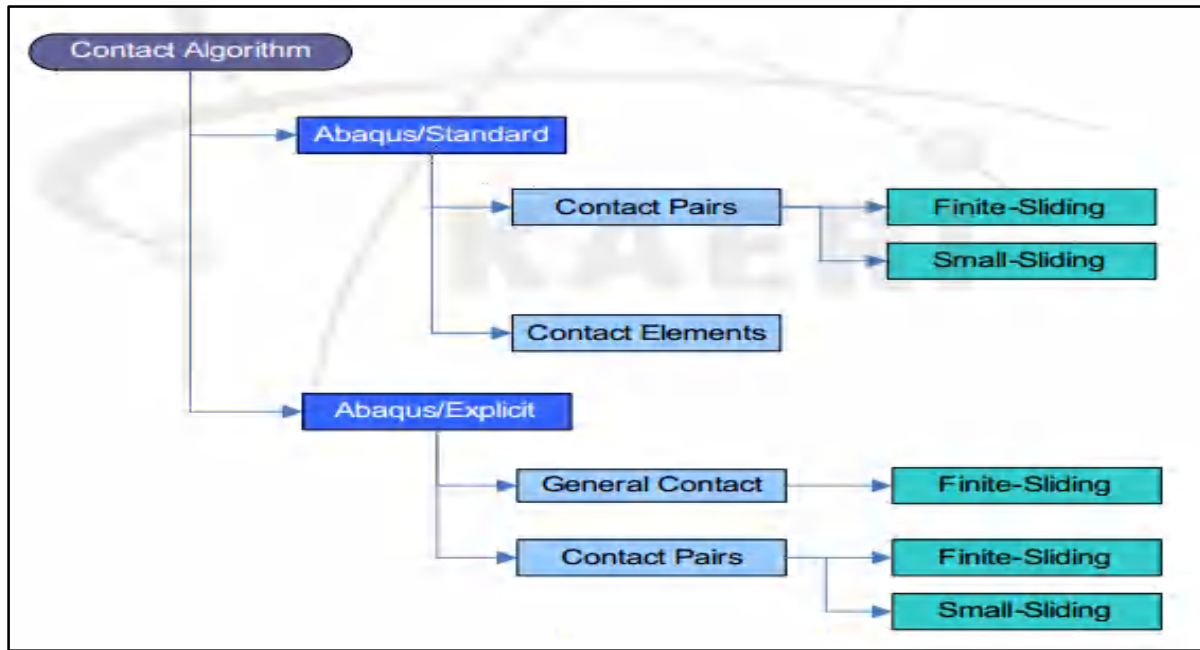 Contact Algorithm
Abaqus/Standard
Contact Pairs
Finite-Sliding
Small-Sliding
Contact Elements
Abaqus/Explicit
General Contact
Finite-Sliding
Contact Pairs
Finite-Sliding
Small-Sliding
KAERI